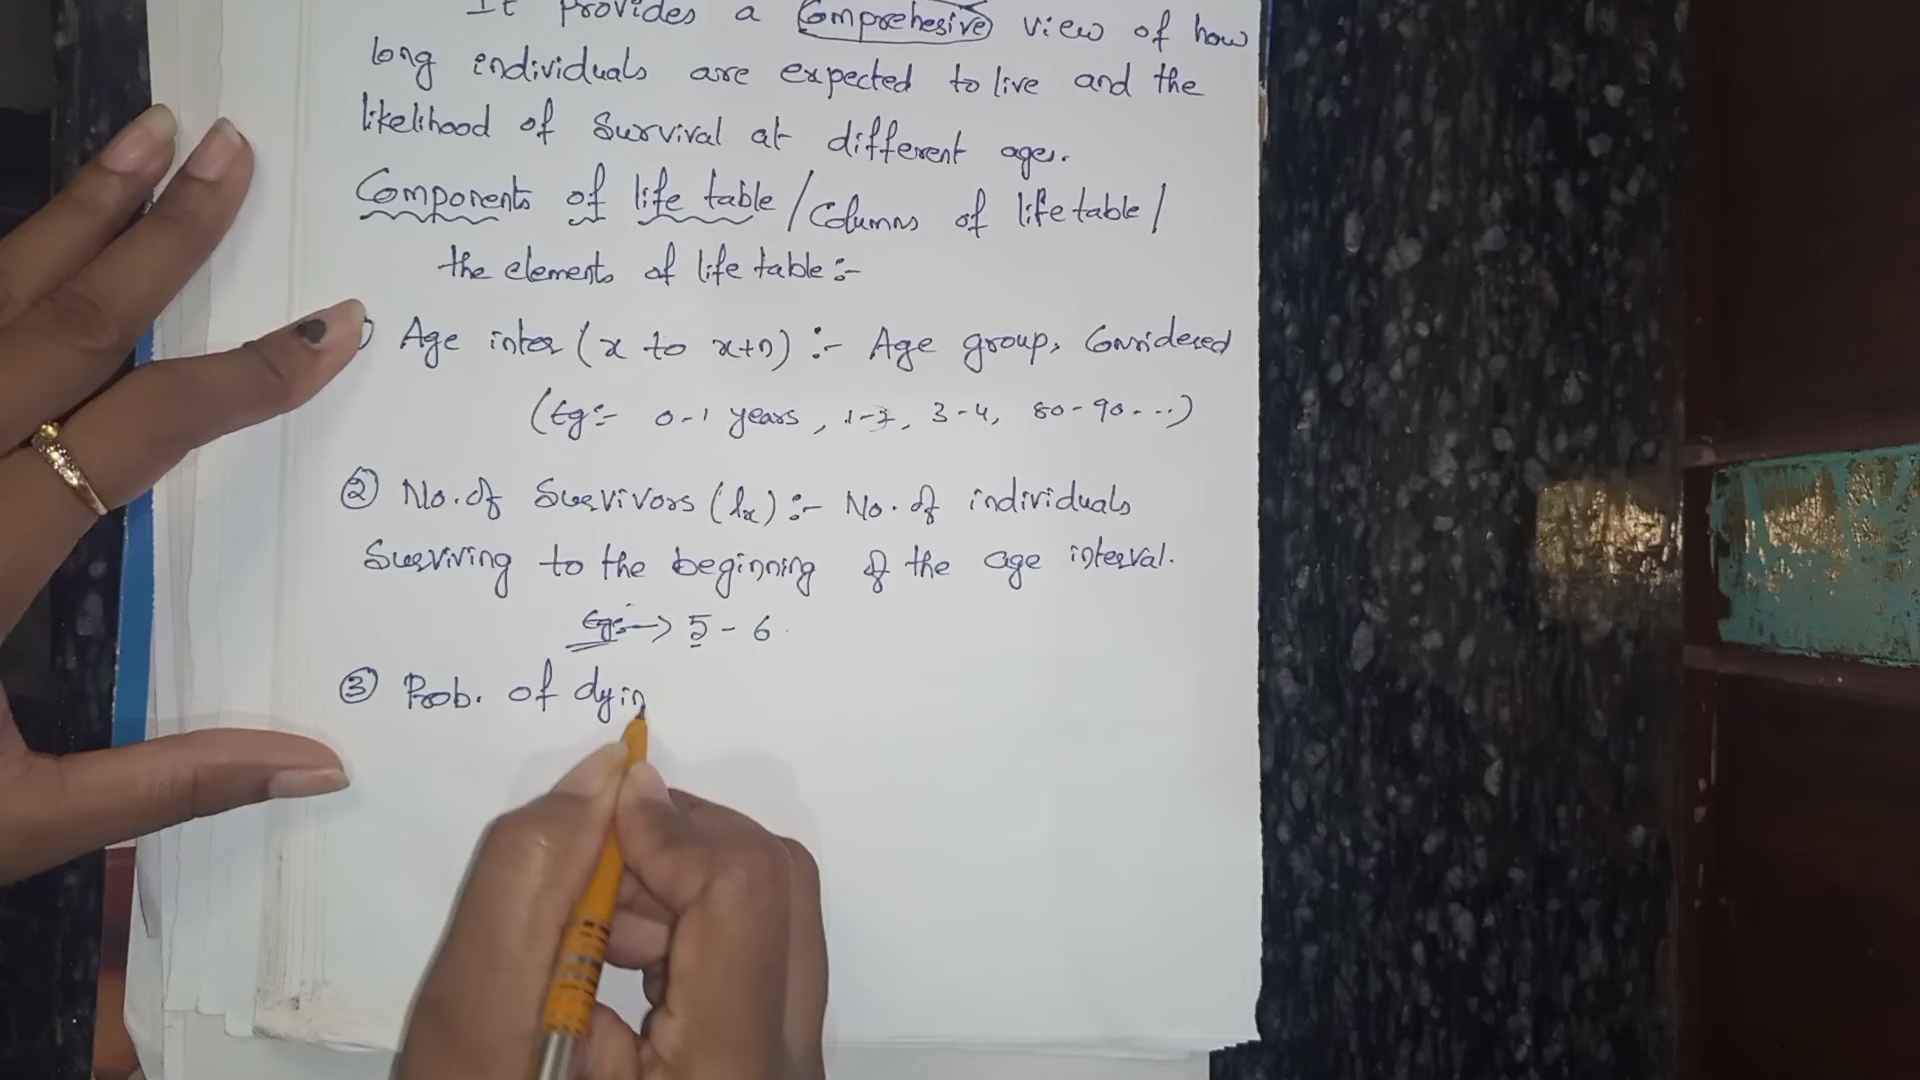 It provides a Comprehesive view of how
long individuals are expected to live and the
likelihood of Survival at different ages.
Components of life table / Columns of life table /
the elements of life table :-
Age inter (x to x+n) :- Age group, Considered
(Eg:- 0-1 years, 1-2, 3-4, 80-90...)
② No. of Survivors (lx) :- No. of individuals
Surviving to the beginning of the age interval.
Eg:-> 5-6
③ Prob. of dyin